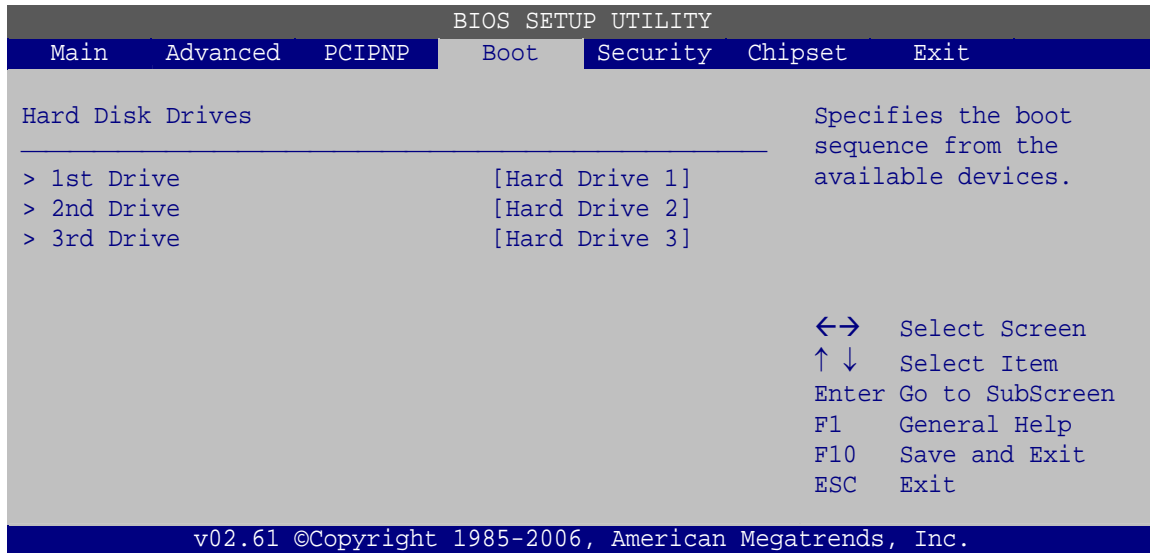 BIOS SETUP UTILITY
Main Advanced PCIPNP Boot Security Chipset Exit
Hard Disk Drives
> 1st Drive [Hard Drive 1]
> 2nd Drive [Hard Drive 2]
> 3rd Drive [Hard Drive 3]
Specifies the boot
sequence from the
available devices.
←→ Select Screen
↑ ↓ Select Item
Enter Go to SubScreen
F1 General Help
F10 Save and Exit
ESC Exit
v02.61 ©Copyright 1985-2006, American Megatrends, Inc.